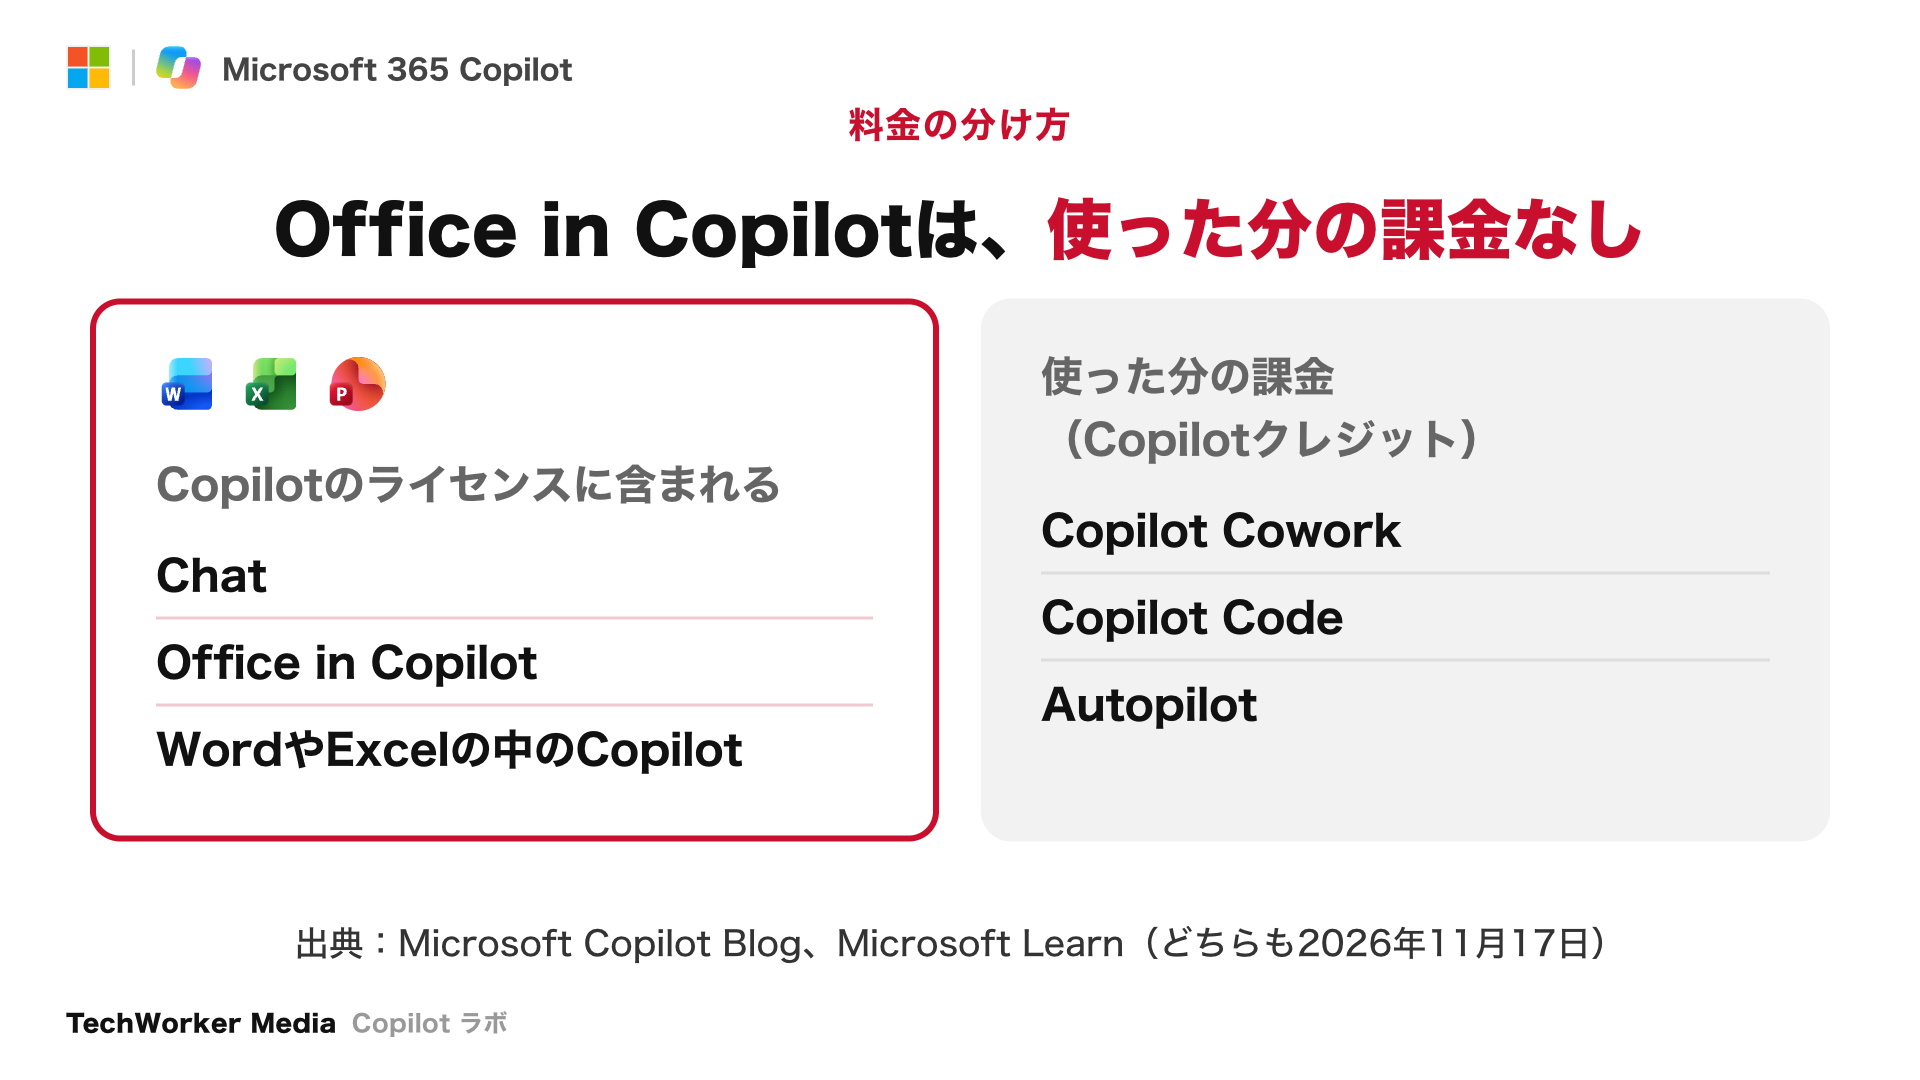 Microsoft 365 Copilot
料金の分け方
Office in Copilotは、使った分の課金なし
W X P
Copilotのライセンスに含まれる
Chat
Office in Copilot
WordやExcelの中のCopilot
使った分の課金
（Copilotクレジット）
Copilot Cowork
Copilot Code
Autopilot
出典：Microsoft Copilot Blog、Microsoft Learn（どちらも2026年11月17日）
TechWorker Media Copilot ラボ